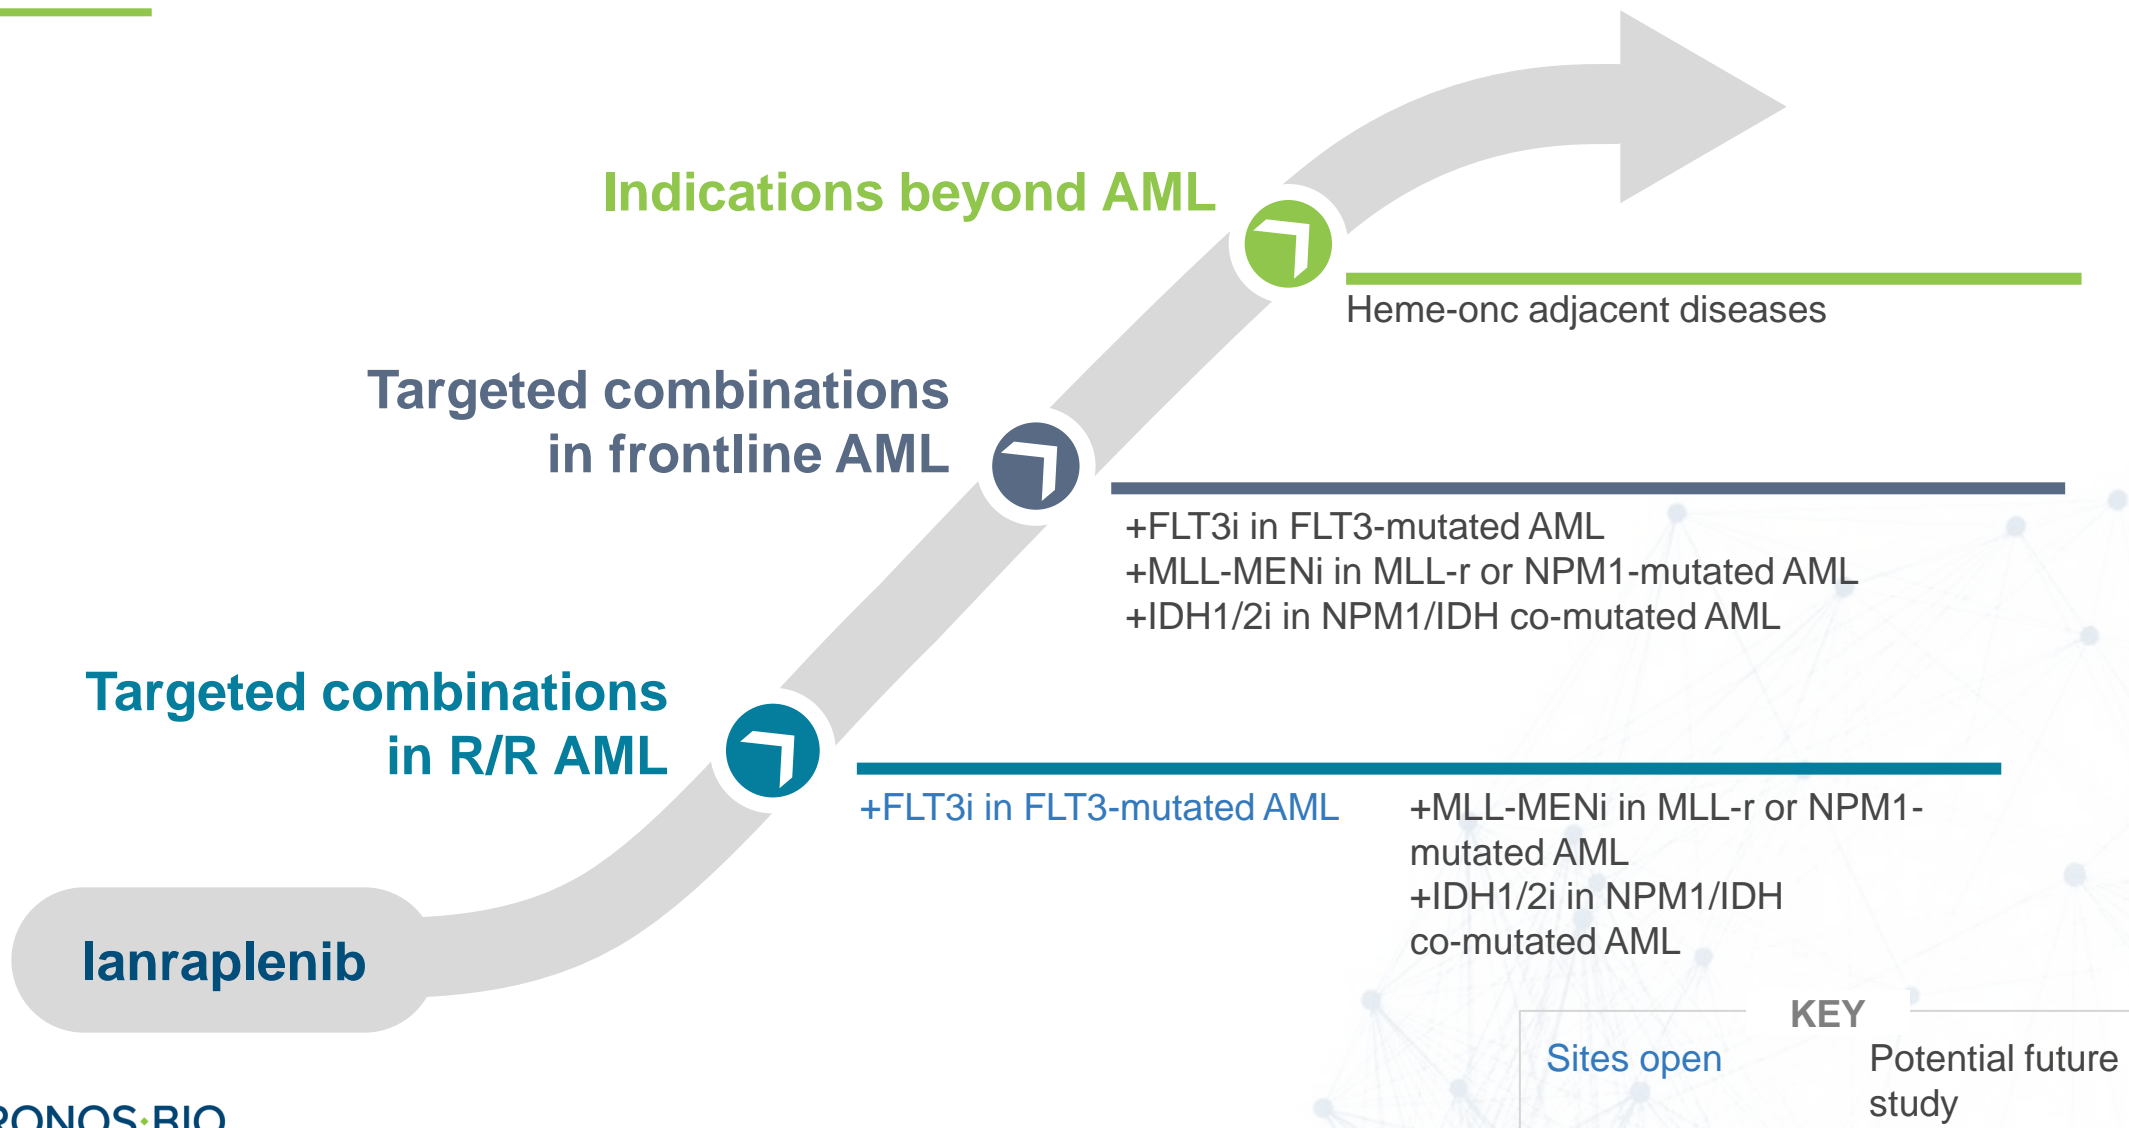 Indications beyond AML
Heme-onc adjacent diseases
Targeted combinations
in frontline AML
+FLT3i in FLT3-mutated AML
+MLL-MENi in MLL-r or NPM1-mutated AML
+IDH1/2i in NPM1/IDH co-mutated AML
Targeted combinations
in R/R AML
+FLT3i in FLT3-mutated AML
+MLL-MENi in MLL-r or NPM1-
mutated AML
+IDH1/2i in NPM1/IDH
co-mutated AML
lanraplenib
KEY
Sites open
Potential future
study
RONOS·BIO